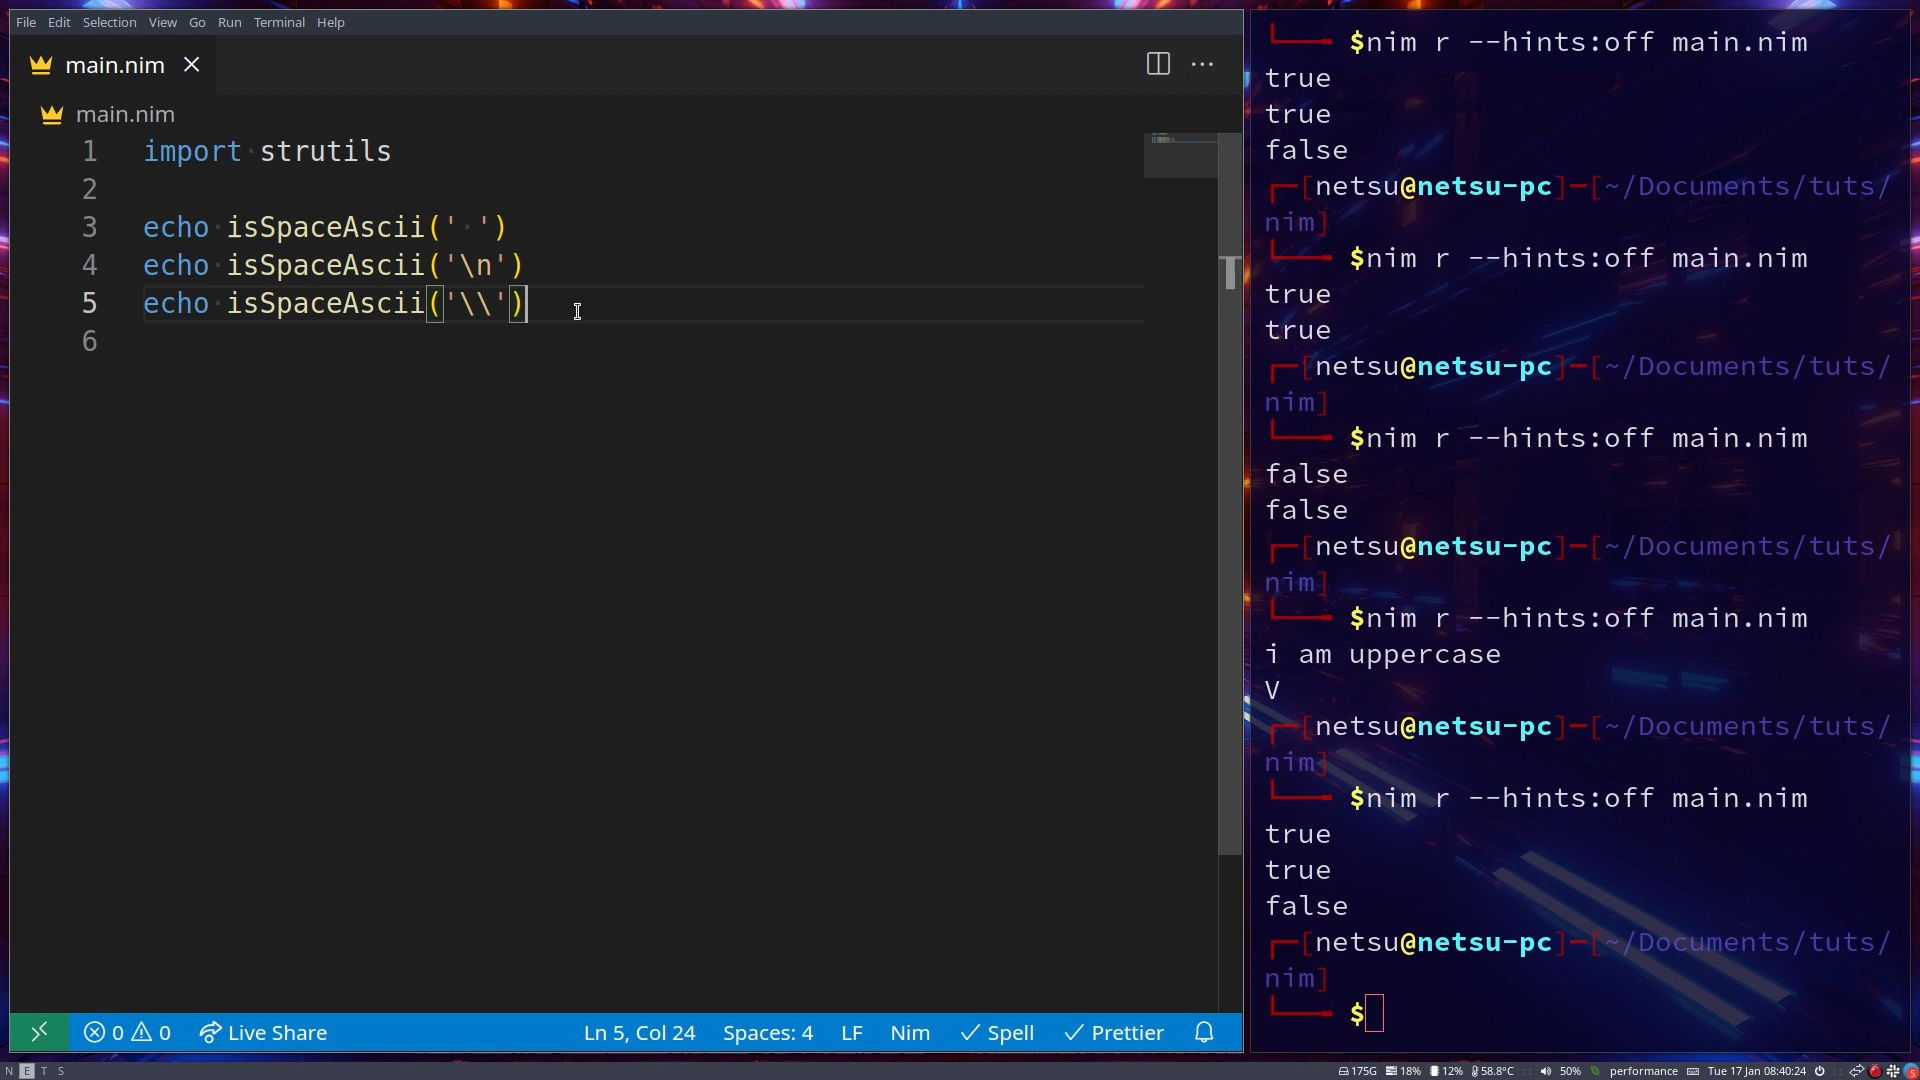 File Edit Selection View Go Run Terminal Help
main.nim
main.nim
1 import strutils
2
3 echo isSpaceAscii(' ')
4 echo isSpaceAscii('\n')
5 echo isSpaceAscii('\\')
6
0 0 Live Share Ln 5, Col 24 Spaces: 4 LF Nim Spell Prettier
$nim r --hints:off main.nim
true
true
false
[netsu@netsu-pc]-[~/Documents/tuts/
nim]
$nim r --hints:off main.nim
true
true
[netsu@netsu-pc]-[~/Documents/tuts/
nim]
$nim r --hints:off main.nim
false
false
[netsu@netsu-pc]-[~/Documents/tuts/
nim]
$nim r --hints:off main.nim
i am uppercase
V
[netsu@netsu-pc]-[~/Documents/tuts/
nim]
$nim r --hints:off main.nim
true
true
false
[netsu@netsu-pc]-[~/Documents/tuts/
nim]
$
N E T S 175G 18% 12% 58.8°C 50% performance Tue 17 Jan 08:40:24 5